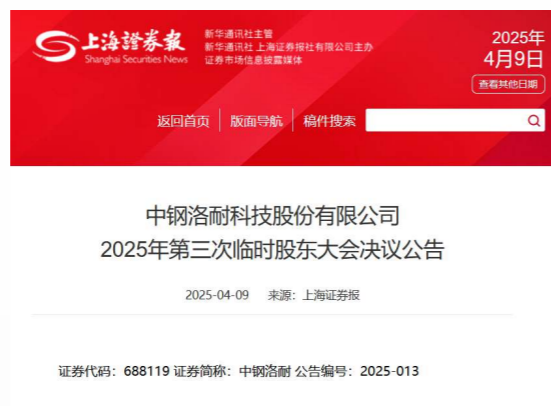 上海證券報
Shanghai Securities News
新华通讯社主管
新华通讯社 上海证券报社有限公司主办
证券市场信息披露媒体
2025年
4月9日
查看其他日期
返回首页 版面导航 稿件搜索
中钢洛耐科技股份有限公司
2025年第三次临时股东大会决议公告
2025-04-09 来源：上海证券报
证券代码：688119 证券简称：中钢洛耐 公告编号：2025-013